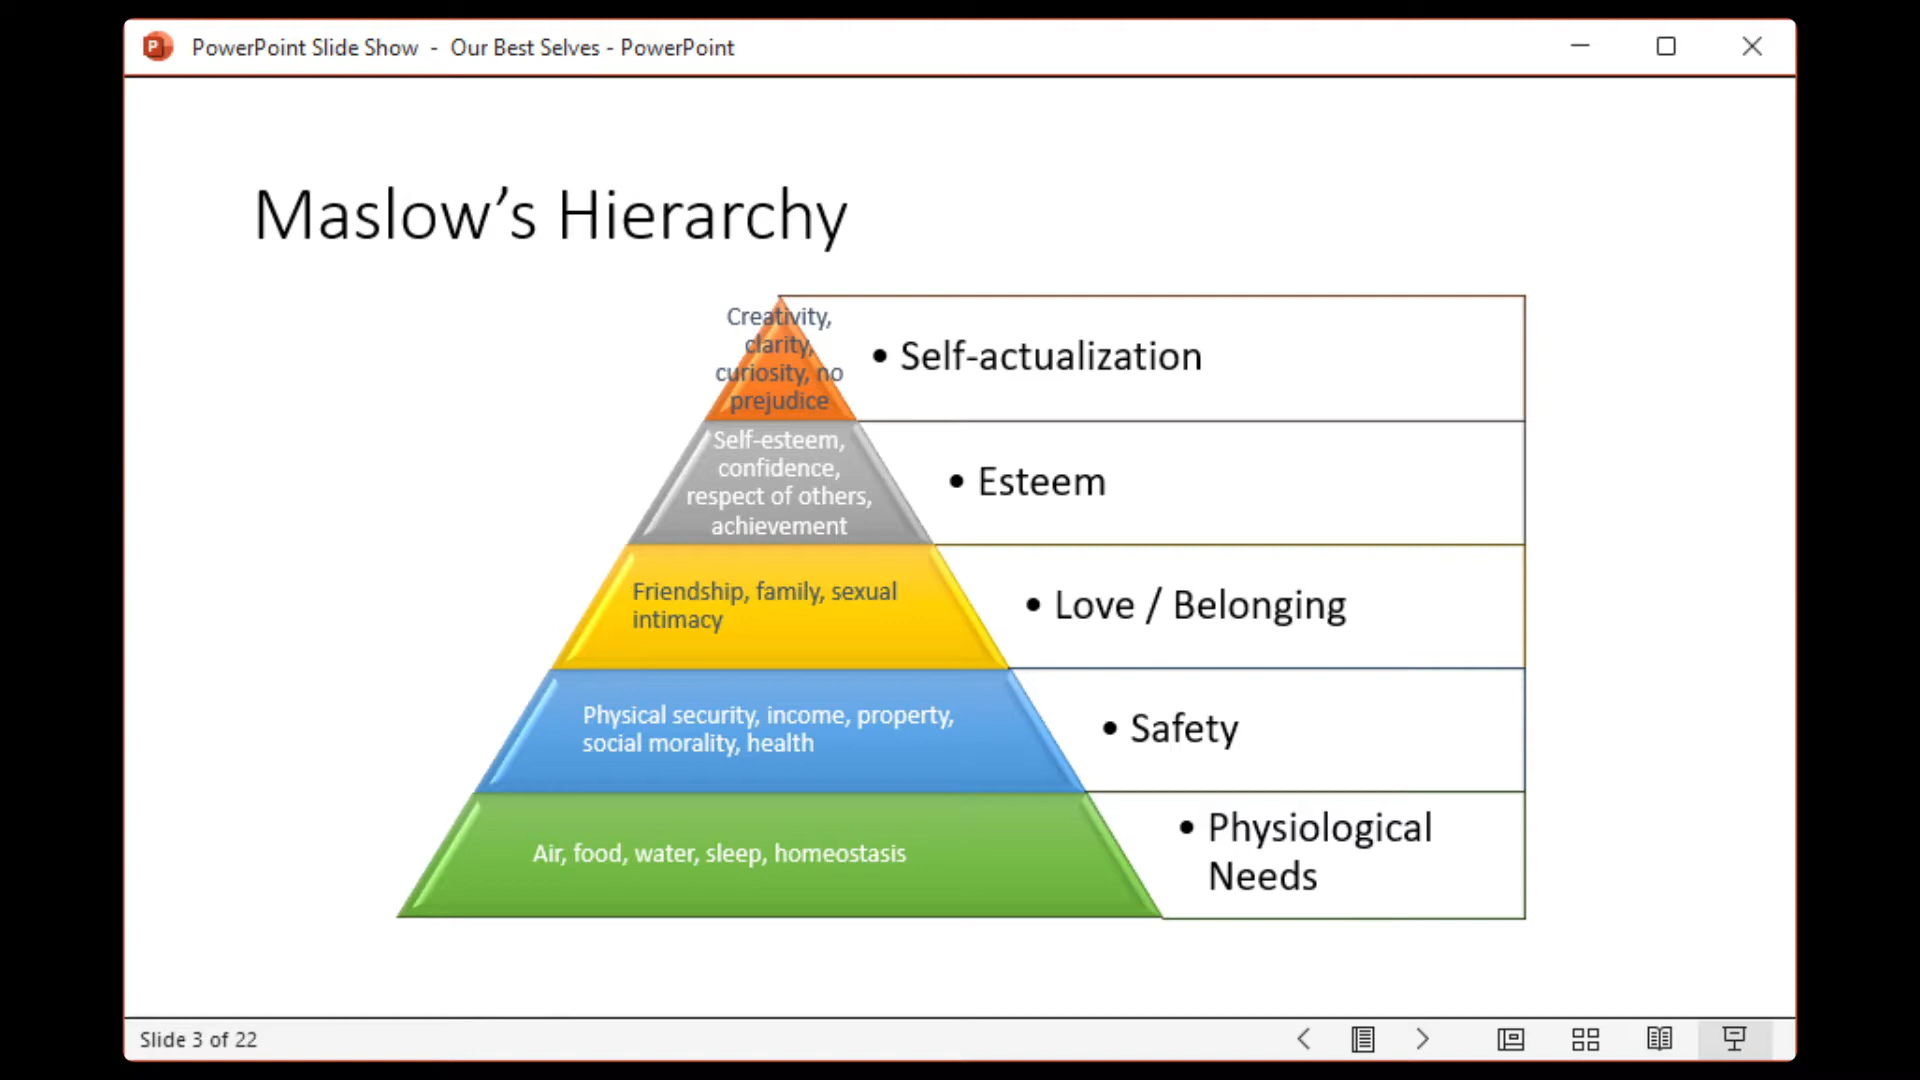 PowerPoint Slide Show - Our Best Selves - PowerPoint
Maslow’s Hierarchy
Creativity,
clarity,
curiosity, no
prejudice
• Self-actualization
Self-esteem,
confidence,
respect of others,
achievement
• Esteem
Friendship, family, sexual
intimacy
• Love / Belonging
Physical security, income, property,
social morality, health
• Safety
Air, food, water, sleep, homeostasis
• Physiological
Needs
Slide 3 of 22